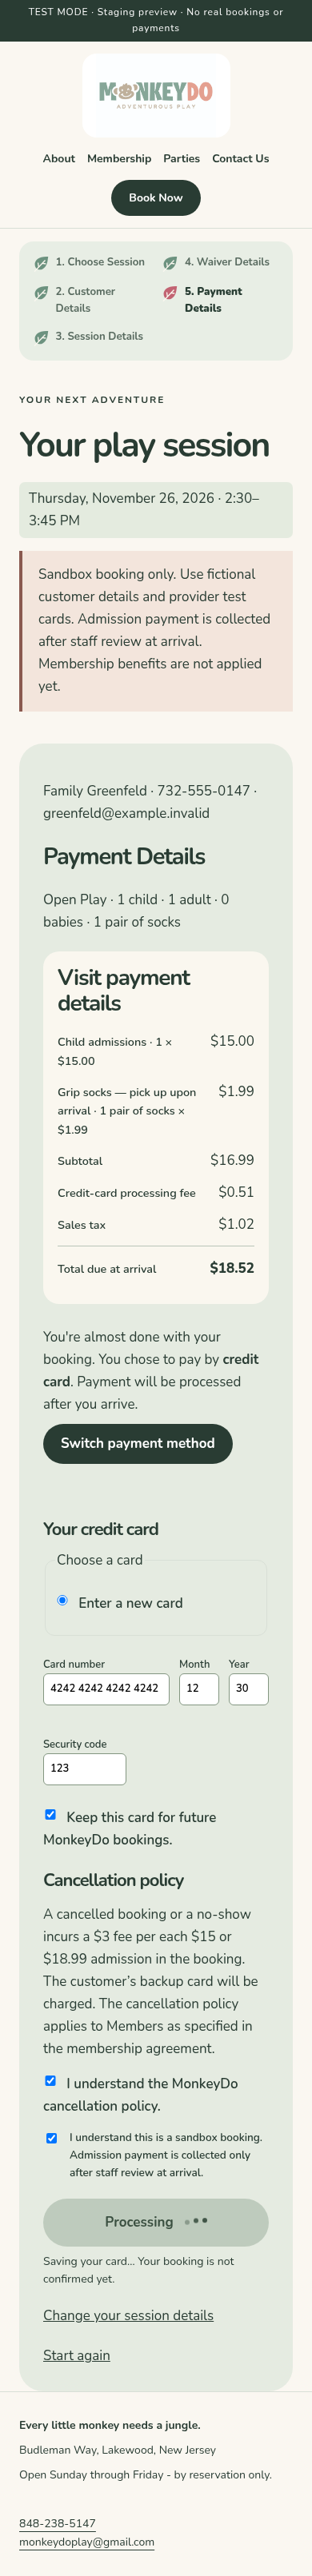 TEST MODE · Staging preview · No real bookings or
payments
MONKEYDO
ADVENTUROUS PLAY
About Membership Parties Contact Us
Book Now
1. Choose Session
2. Customer
Details
3. Session Details
4. Waiver Details
5. Payment
Details
YOUR NEXT ADVENTURE
Your play session
Thursday, November 26, 2026 · 2:30–
3:45 PM
Sandbox booking only. Use fictional
customer details and provider test
cards. Admission payment is collected
after staff review at arrival.
Membership benefits are not applied
yet.
Family Greenfeld · 732-555-0147 ·
greenfeld@example.invalid
Payment Details
Open Play · 1 child · 1 adult · 0
babies · 1 pair of socks
Visit payment
details
Child admissions · 1 × $15.00
$15.00
Grip socks — pick up upon $1.99
arrival · 1 pair of socks ×
$1.99
Subtotal $16.99
Credit-card processing fee $0.51
Sales tax $1.02
Total due at arrival $18.52
You're almost done with your
booking. You chose to pay by credit
card. Payment will be processed
after you arrive.
Switch payment method
Your credit card
Choose a card
Enter a new card
Card number Month Year
4242 4242 4242 4242 12 30
Security code
123
Keep this card for future
MonkeyDo bookings.
Cancellation policy
A cancelled booking or a no-show
incurs a $3 fee per each $15 or
$18.99 admission in the booking.
The customer’s backup card will be
charged. The cancellation policy
applies to Members as specified in
the membership agreement.
I understand the MonkeyDo
cancellation policy.
I understand this is a sandbox booking.
Admission payment is collected only
after staff review at arrival.
Processing
Saving your card... Your booking is not
confirmed yet.
Change your session details
Start again
Every little monkey needs a jungle.
Budleman Way, Lakewood, New Jersey
Open Sunday through Friday - by reservation only.
848-238-5147
monkeydoplay@gmail.com